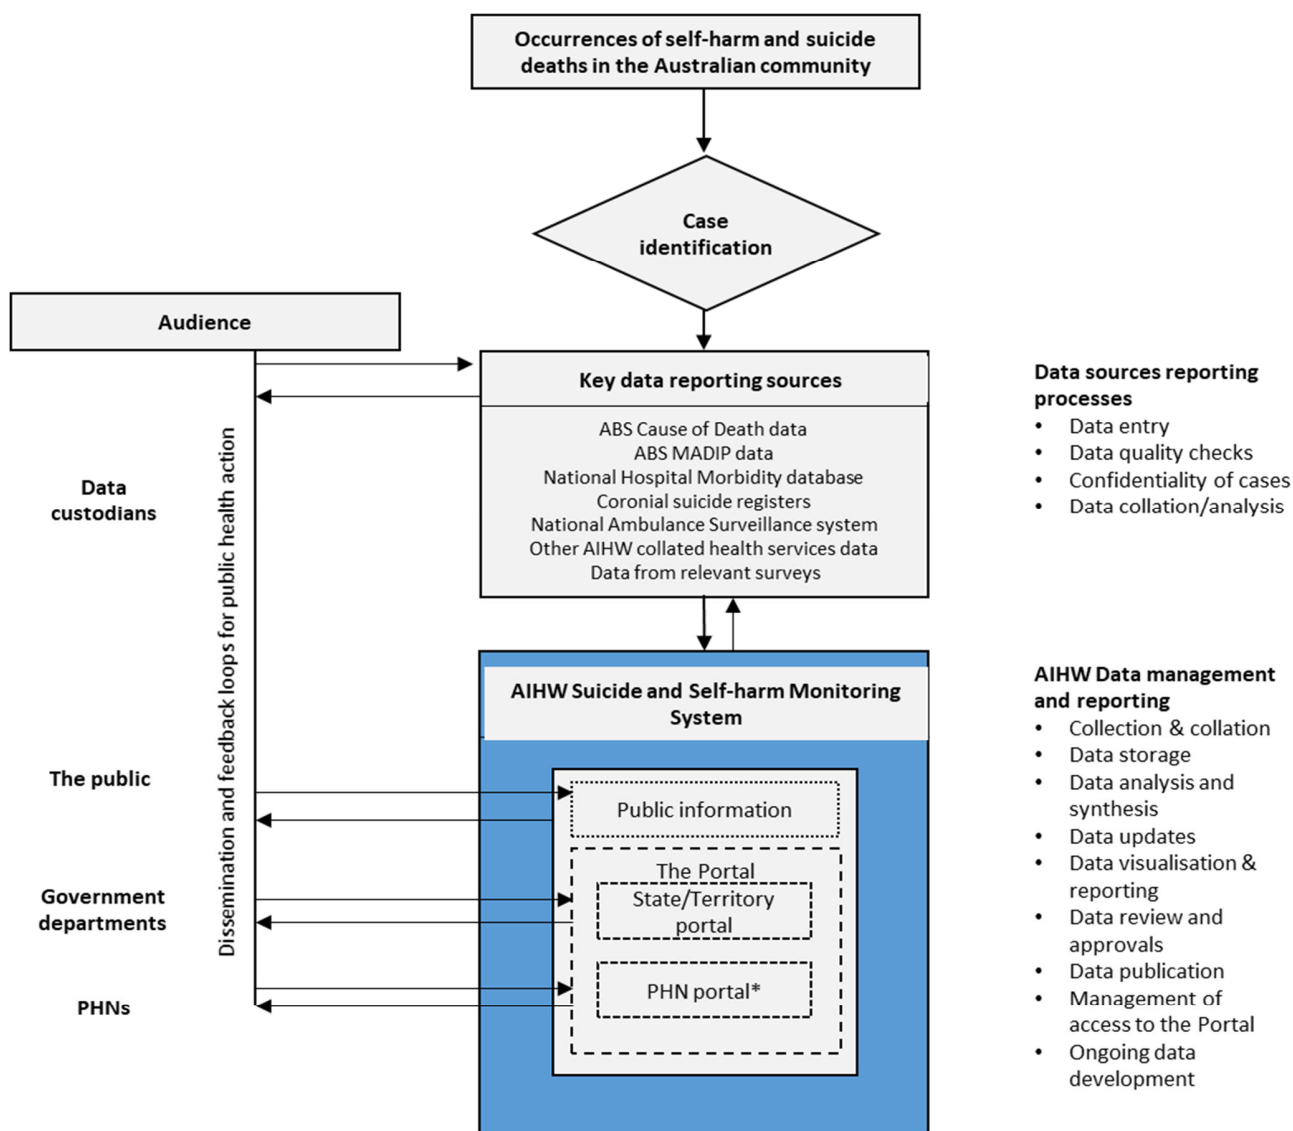 Occurrences of self-harm and suicide
deaths in the Australian community
Case
identification
Audience
Key data reporting sources
ABS Cause of Death data
ABS MADIP data
National Hospital Morbidity database
Coronial suicide registers
National Ambulance Surveillance system
Other AIHW collated health services data
Data from relevant surveys
Data sources reporting
processes
• Data entry
• Data quality checks
• Confidentiality of cases
• Data collation/analysis
Data
custodians
The public
Government
departments
PHNs
Dissemination and feedback loops for public health action
AIHW Suicide and Self-harm Monitoring
System
Public information
The Portal
State/Territory
portal
PHN portal*
AIHW Data management
and reporting
• Collection & collation
• Data storage
• Data analysis and
synthesis
• Data updates
• Data visualisation &
reporting
• Data review and
approvals
• Data publication
• Management of
access to the Portal
• Ongoing data
development